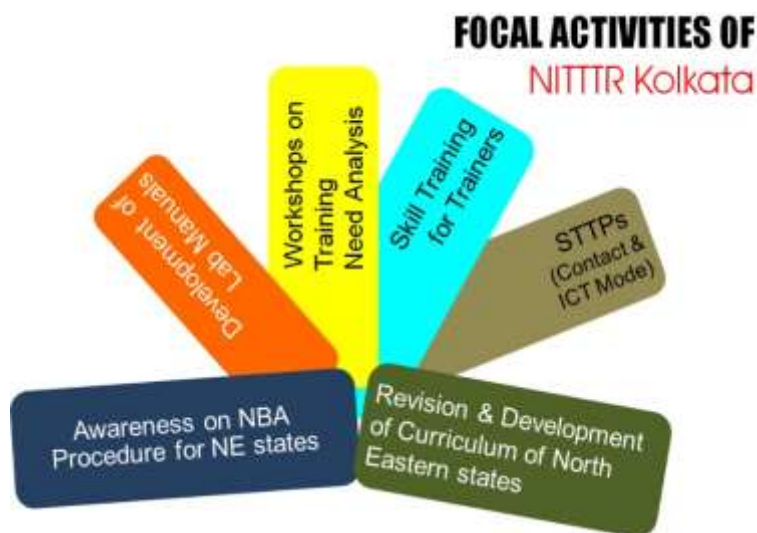 FOCAL ACTIVITIES OF
NITTTR Kolkata
Awareness on NBA
Procedure for NE states
Development of
Lab Manuals
Workshops on
Training
Need Analysis
Skill Training
for Trainers
STTPs
(Contact &
ICT Mode)
Revision & Development
of Curriculum of North
Eastern states